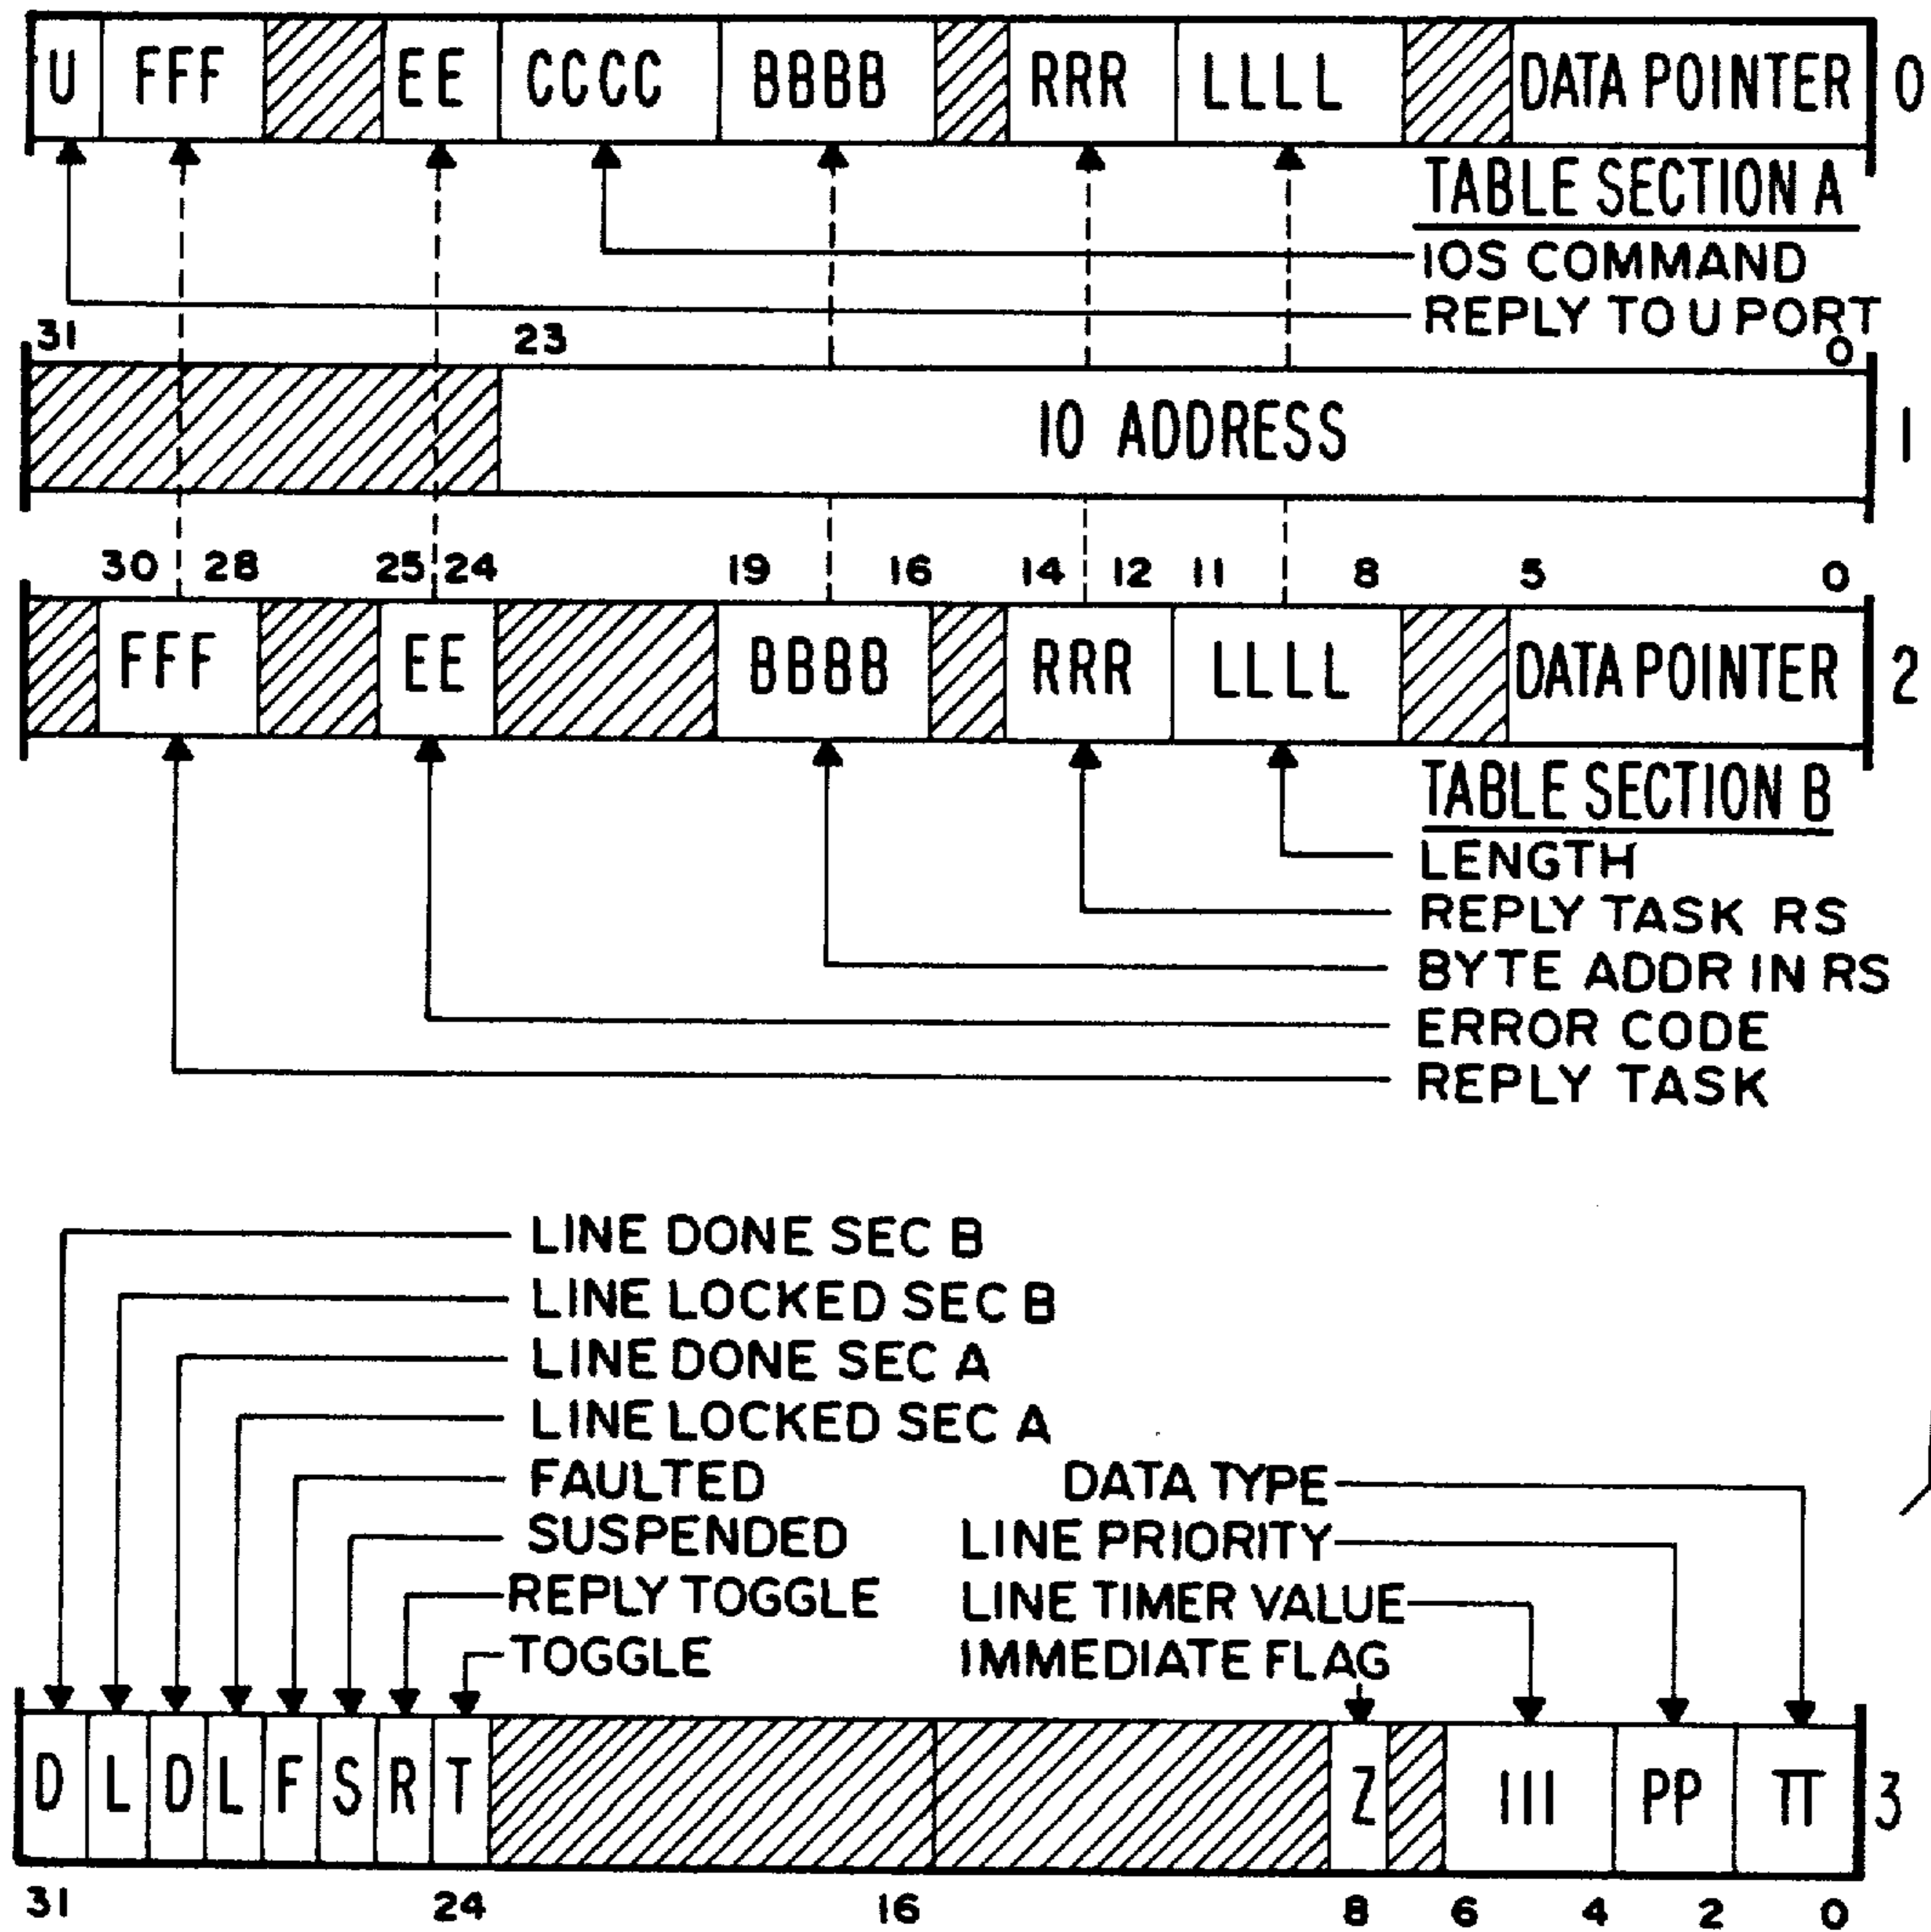 U FFF EE CCCC BBBB RRR LLLL DATA POINTER 0
TABLE SECTION A
IOS COMMAND
REPLY TO U PORT
31 23 0
IO ADDRESS 1
30 28 25 24 19 16 14 12 11 8 5 0
FFF EE BBBB RRR LLLL DATA POINTER 2
TABLE SECTION B
LENGTH
REPLY TASK RS
BYTE ADDR IN RS
ERROR CODE
REPLY TASK
LINE DONE SEC B
LINE LOCKED SEC B
LINE DONE SEC A
LINE LOCKED SEC A
FAULTED
SUSPENDED
REPLY TOGGLE
TOGGLE
DATA TYPE
LINE PRIORITY
LINE TIMER VALUE
IMMEDIATE FLAG
D L D L F S R T Z III PP TT 3
31 24 16 8 6 4 2 0